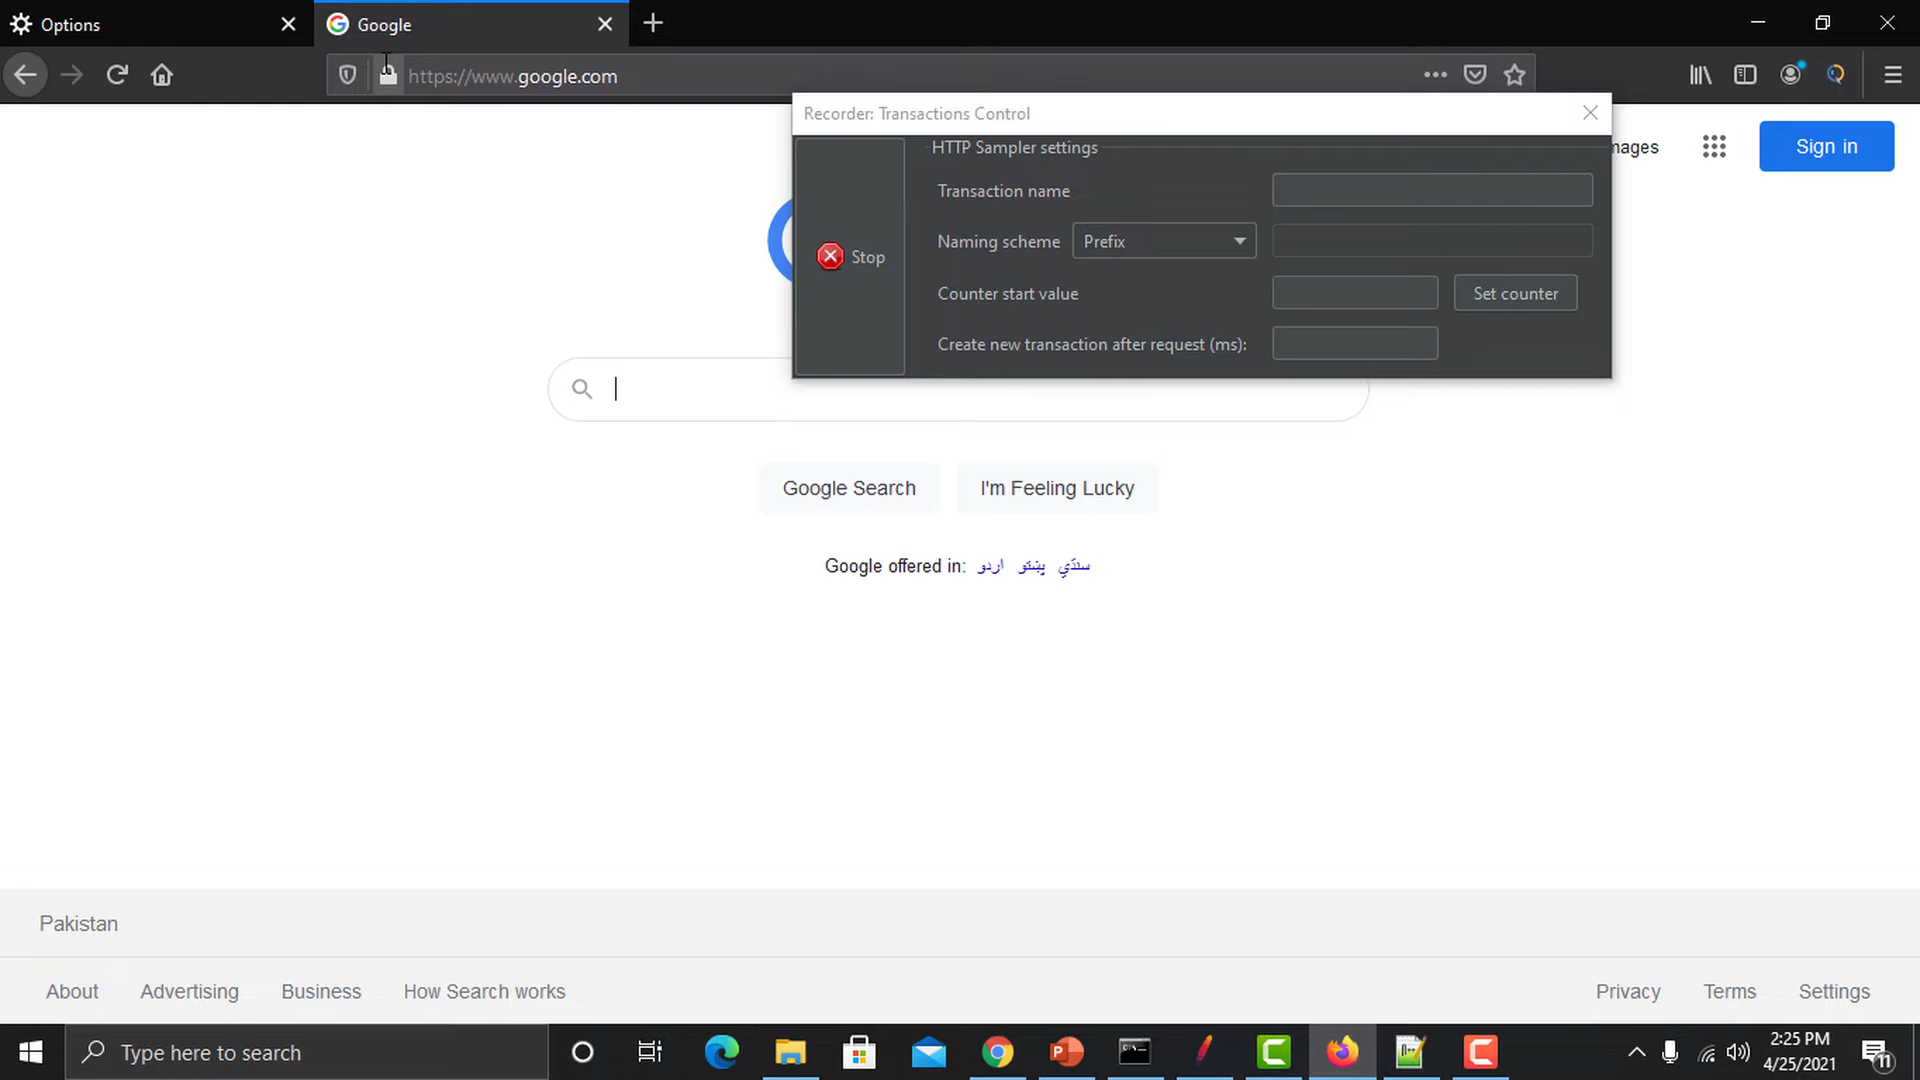 Options
Google
https://www.google.com
Recorder: Transactions Control
HTTP Sampler settings
Transaction name
Naming scheme Prefix
Stop
Counter start value Set counter
Create new transaction after request (ms):
Sign in
Google Search I'm Feeling Lucky
Google offered in: اردو پښتو سنڌي
Pakistan
About Advertising Business How Search works Privacy Terms Settings
Type here to search
2:25 PM
4/25/2021
11